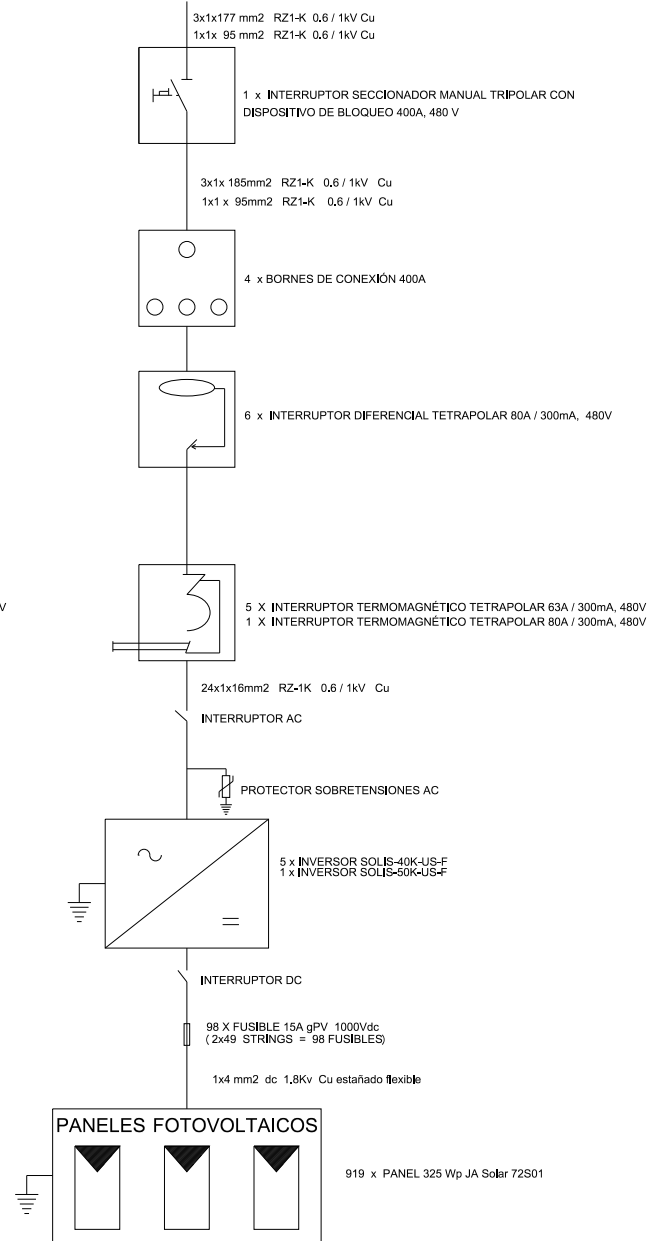 3x1x177 mm2 RZ1-K 0.6 / 1kV Cu
1x1x 95 mm2 RZ1-K 0.6 / 1kV Cu
1 x INTERRUPTOR SECCIONADOR MANUAL TRIPOLAR CON
DISPOSITIVO DE BLOQUEO 400A, 480 V
3x1x 185mm2 RZ1-K 0.6 / 1kV Cu
1x1 x 95mm2 RZ1-K 0.6 / 1kV Cu
4 x BORNES DE CONEXIÓN 400A
6 x INTERRUPTOR DIFERENCIAL TETRAPOLAR 80A / 300mA, 480V
V
5 X INTERRUPTOR TERMOMAGNÉTICO TETRAPOLAR 63A / 300mA, 480V
1 X INTERRUPTOR TERMOMAGNÉTICO TETRAPOLAR 80A / 300mA, 480V
24x1x16mm2 RZ-1K 0.6 / 1kV Cu
INTERRUPTOR AC
PROTECTOR SOBRETENSIONES AC
5 x INVERSOR SOLIS-40K-US-F
1 x INVERSOR SOLIS-50K-US-F
INTERRUPTOR DC
98 X FUSIBLE 15A gPV 1000Vdc
(2x49 STRINGS = 98 FUSIBLES)
1x4 mm2 dc 1.8Kv Cu estañado flexible
PANELES FOTOVOLTAICOS
919 x PANEL 325 Wp JA Solar 72S01